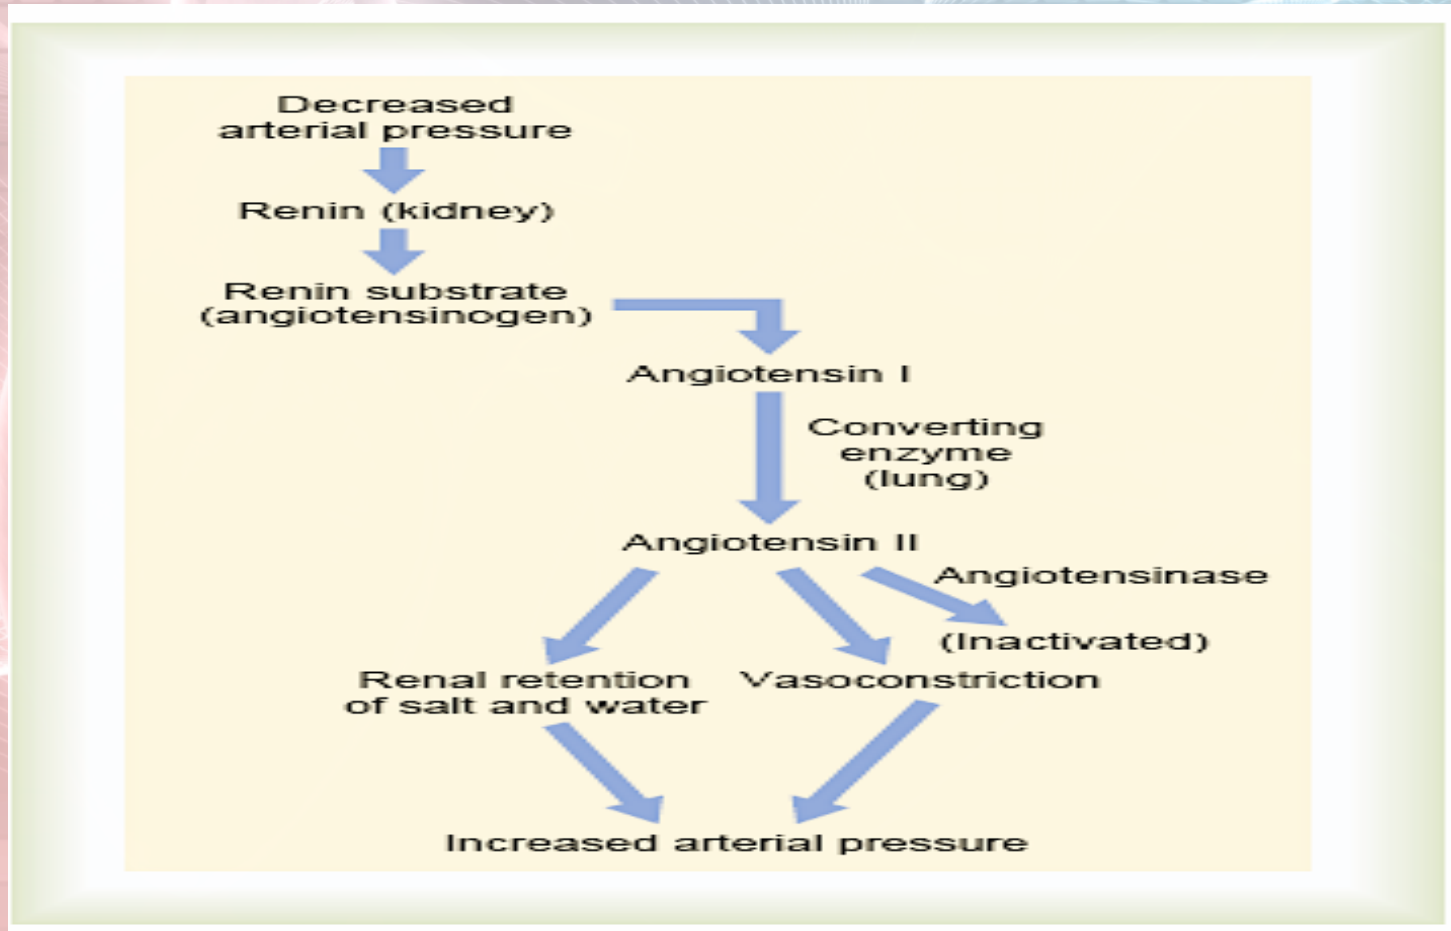 Decreased
arterial pressure
Renin (kidney)
Renin substrate
(angiotensinogen)
Angiotensin I
Converting
enzyme
(lung)
Angiotensin II
Angiotensinase
(Inactivated)
Renal retention
of salt and water
Vasoconstriction
Increased arterial pressure